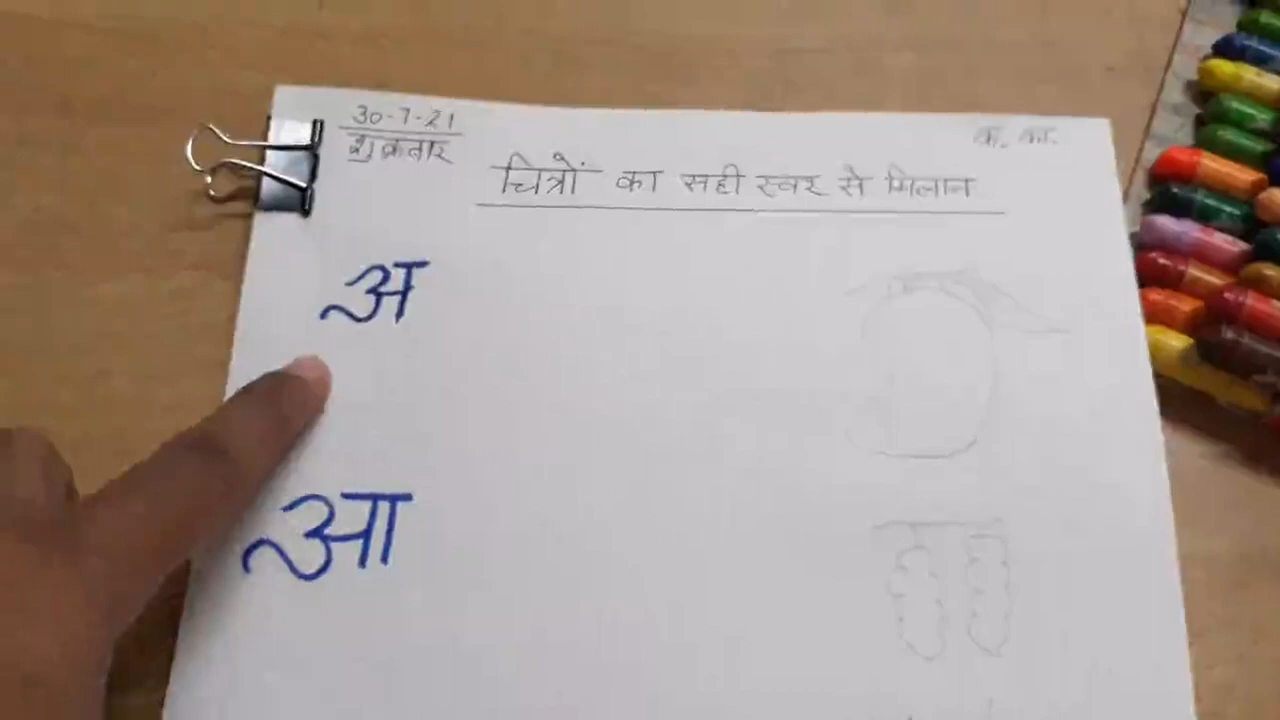 30-7-21
शुक्रवार
क. का.
चित्रों का सही स्वर से मिलान
अ
आ